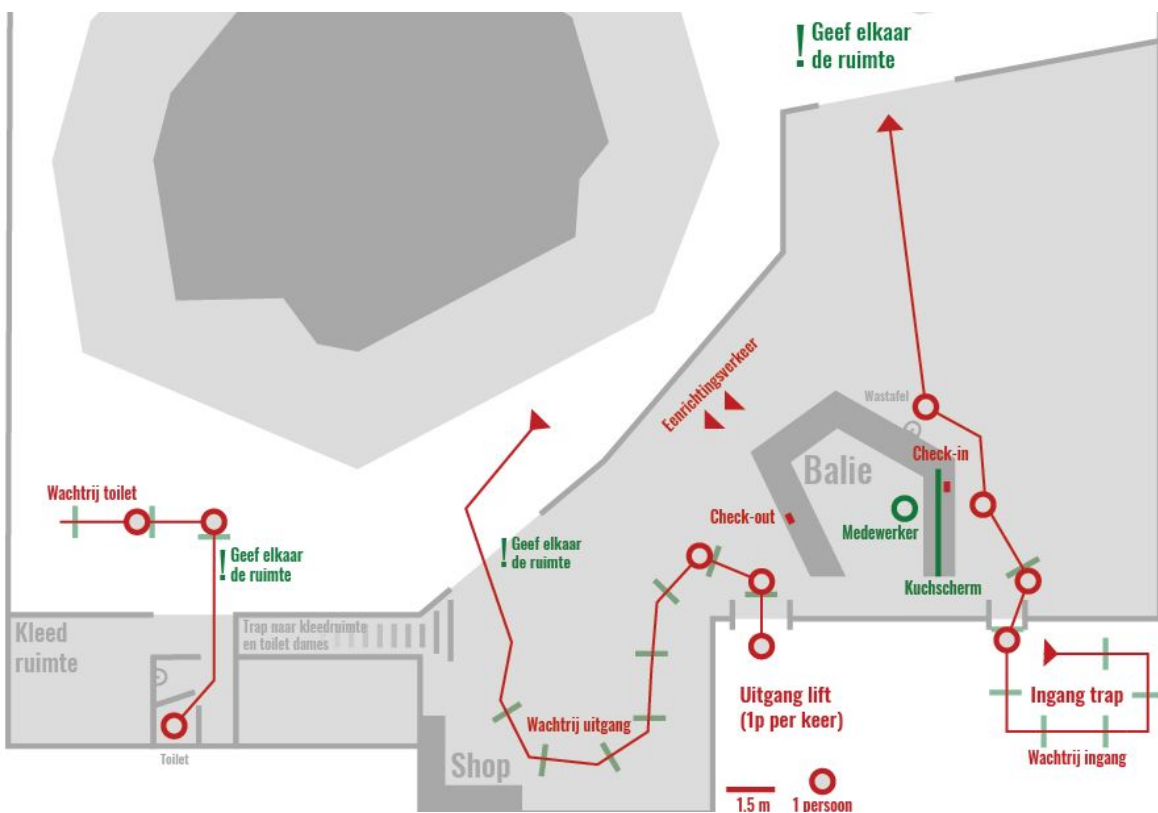 ! Geef elkaar
de ruimte
Eenrichtingsverkeer
Wastafel
Check-in
Balie
Check-out
Medewerker
Kuchscherm
Wachtrij toilet
! Geef elkaar
de ruimte
! Geef elkaar
de ruimte
Kleed
ruimte
Trap naar kleedruimte
en toilet dames
Toilet
Wachtrij uitgang
Shop
Uitgang lift
(1p per keer)
Ingang trap
Wachtrij ingang
1.5 m
1 persoon